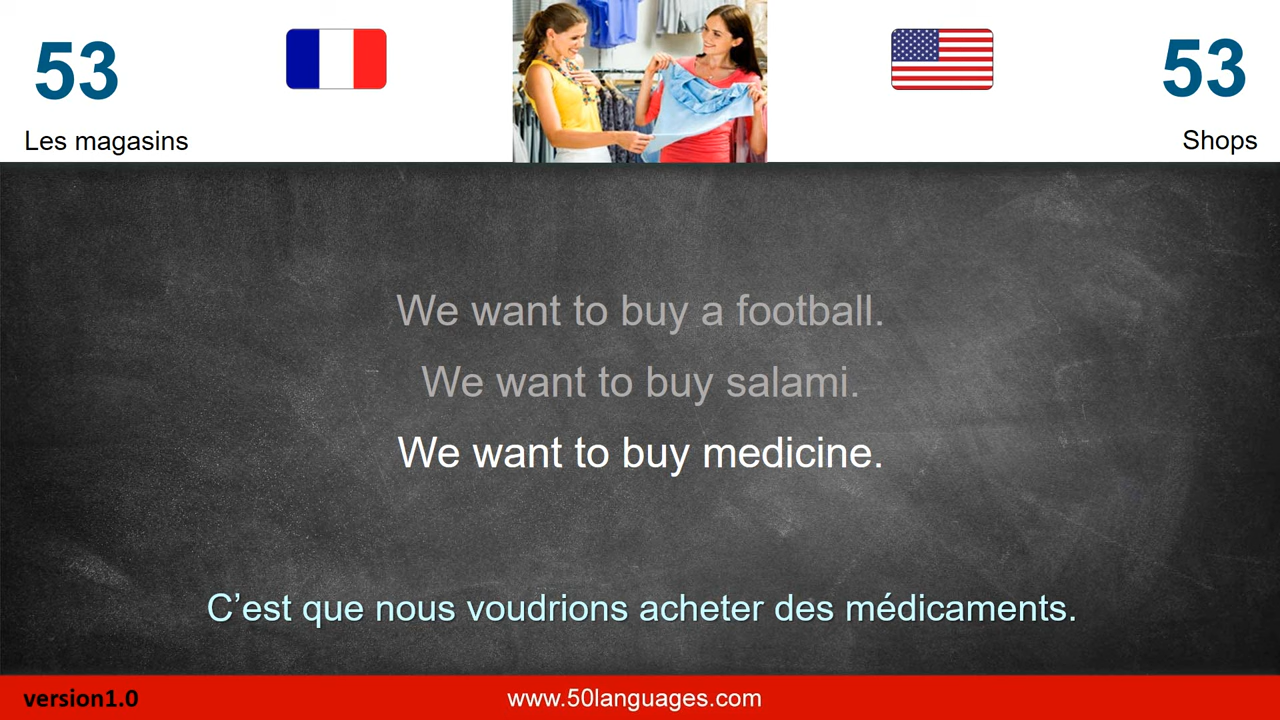 53
53
Les magasins
Shops
We want to buy a football.
We want to buy salami.
We want to buy medicine.
C’est que nous voudrions acheter des médicaments.
version1.0
www.50languages.com